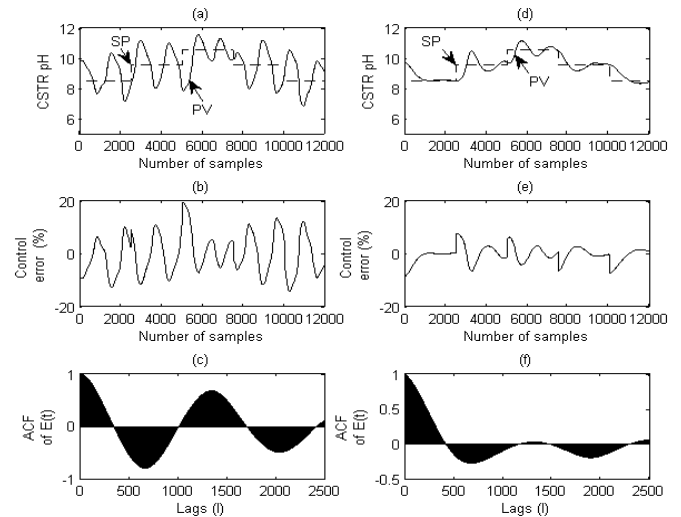 (a)
12
10
8
6
SP
PV
CSTR pH
0 2000 4000 6000 8000 10000 12000
Number of samples
(d)
12
10
8
6
SP
PV
CSTR pH
0 2000 4000 6000 8000 10000 12000
Number of samples
(b)
20
0
-20
Control
error (%)
0 2000 4000 6000 8000 10000 12000
Number of samples
(e)
20
0
-20
Control
error (%)
0 2000 4000 6000 8000 10000 12000
Number of samples
(c)
1
0
-1
ACF
of E(t)
0 500 1000 1500 2000 2500
Lags (l)
(f)
1
0.5
0
-0.5
ACF
of E(t)
0 500 1000 1500 2000 2500
Lags (l)